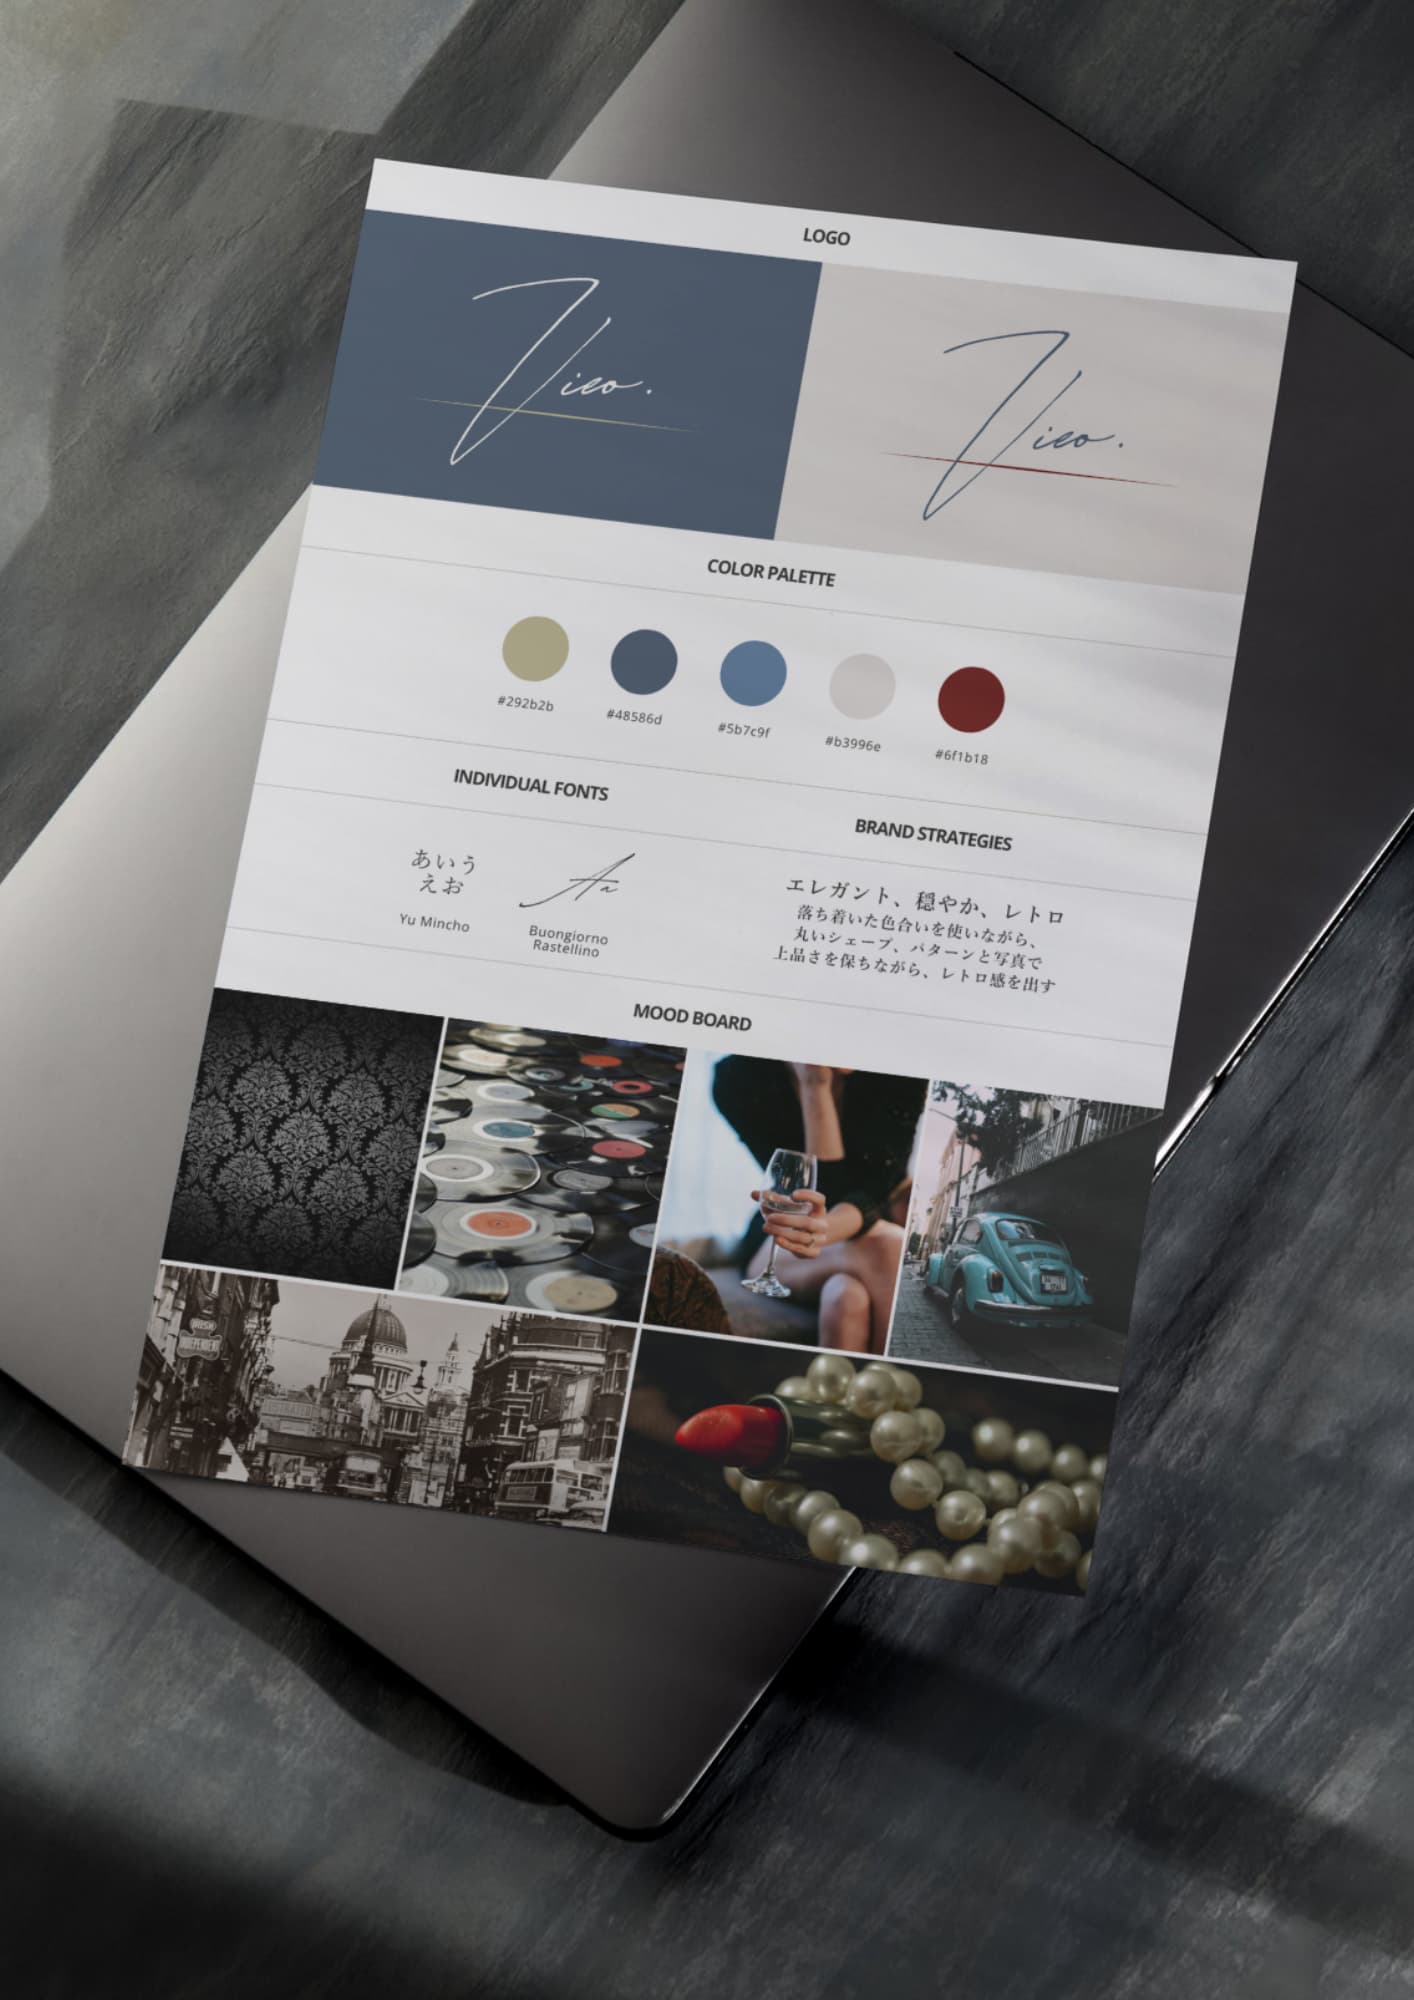 LOGO
Vieo.
Vieo.
COLOR PALETTE
#292b2b
#48586d
#5b7c9f
#b3996e
#6f1b18
INDIVIDUAL FONTS
あいう
えお
Yu Mincho
Aa
Buongiorno
Rastellino
BRAND STRATEGIES
エレガント、穏やか、レトロ
落ち着いた色合いを使いながら、
丸いシェープ、パターンと写真で
上品さを保ちながら、レトロ感を出す
MOOD BOARD
IRISH